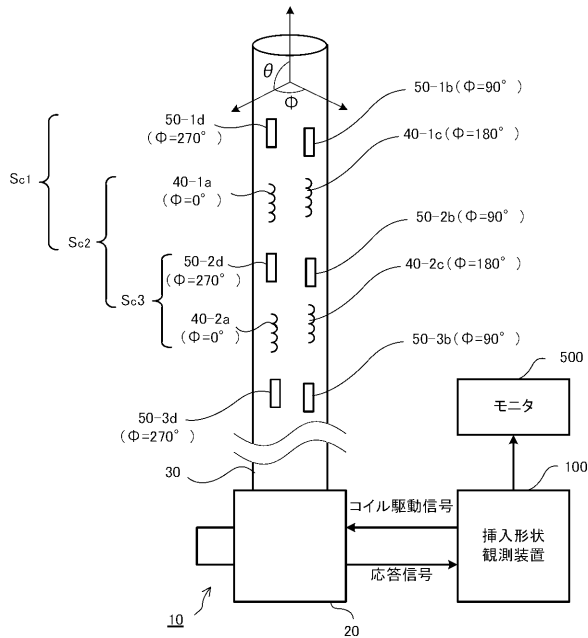 θ
Φ
50-1d
(Φ=270°)
50-1b(Φ=90°)
40-1c(Φ=180°)
Sc1
40-1a
(Φ=0°)
Sc2
50-2b(Φ=90°)
50-2d
(Φ=270°)
40-2c(Φ=180°)
Sc3
40-2a
(Φ=0°)
50-3b(Φ=90°)
500
モニタ
50-3d
(Φ=270°)
30
100
コイル駆動信号
挿入形状
観測装置
応答信号
10
20